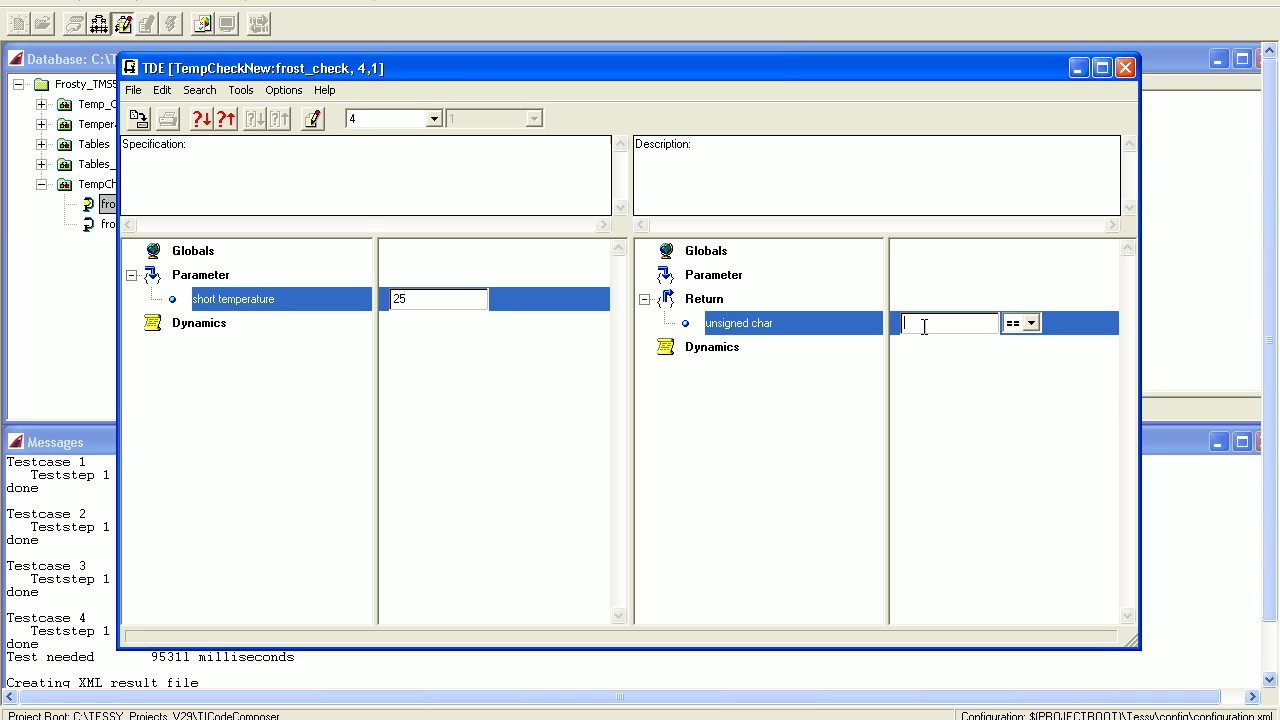 Database: C:\T
Frosty_TMS5
Temp_C
Temper
Tables
Tables_
TempCh
fro
fro
TDE [TempCheckNew:frost_check, 4,1]
File Edit Search Tools Options Help
4 1
Specification:
Description:
Globals
Parameter
short temperature 25
Dynamics
Globals
Parameter
Return
unsigned char ==
Dynamics
Messages
Testcase 1
Teststep 1
done
Testcase 2
Teststep 1
done
Testcase 3
Teststep 1
done
Testcase 4
Teststep 1
done
Test needed 95311 milliseconds
Creating XML result file
Project Root: C:\TESSY_Projects_V29\TICodeComposer
Configuration: $(PROJECTROOT)\Tessy\config\configuration.xml